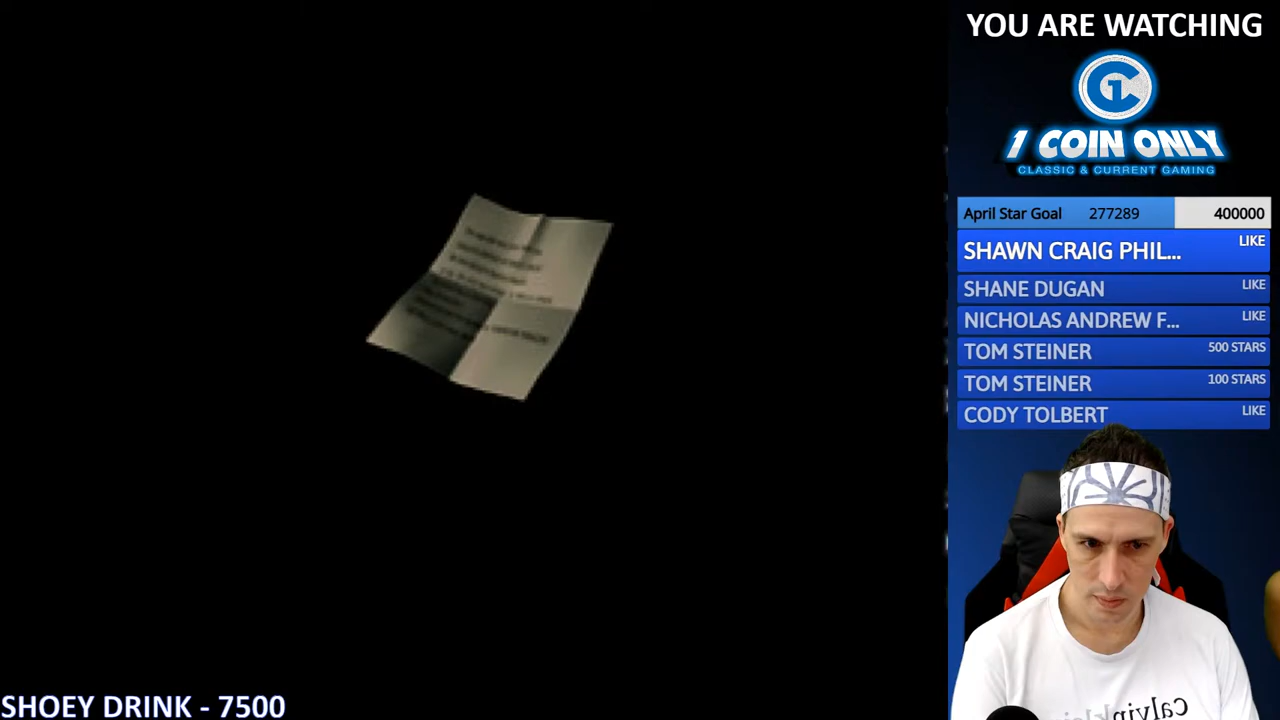 YOU ARE WATCHING
C1
1 COIN ONLY
CLASSIC & CURRENT GAMING
April Star Goal 277289 400000
SHAWN CRAIG PHIL... LIKE
SHANE DUGAN LIKE
NICHOLAS ANDREW F... LIKE
TOM STEINER 500 STARS
TOM STEINER 100 STARS
CODY TOLBERT LIKE
calvin
SHOEY DRINK - 7500